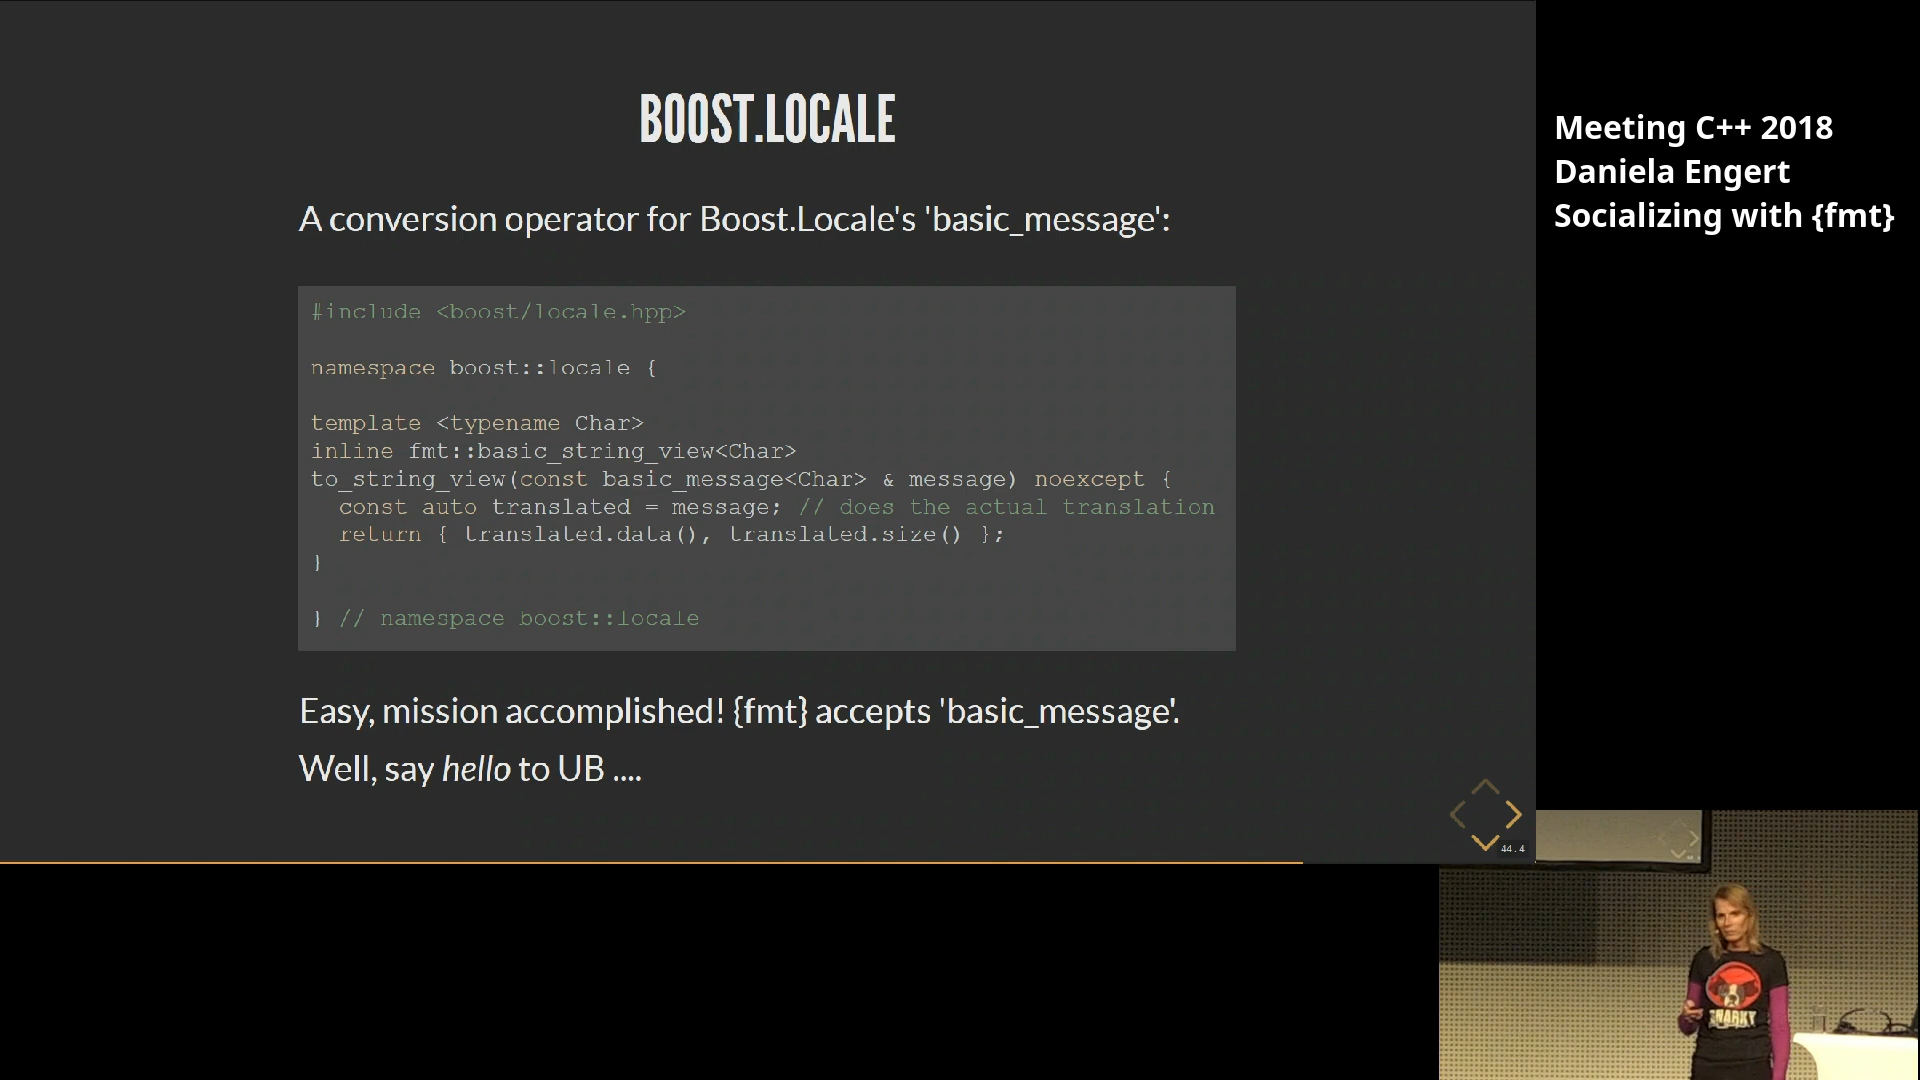 BOOST.LOCALE
A conversion operator for Boost.Locale's 'basic_message':
#include <boost/locale.hpp>
namespace boost::locale {
template <typename Char>
inline fmt::basic_string_view<Char>
to_string_view(const basic_message<Char> & message) noexcept {
const auto translated = message; // does the actual translation
return { translated.data(), translated.size() };
}
} // namespace boost::locale
Easy, mission accomplished! {fmt} accepts 'basic_message'.
Well, say hello to UB ....
44.4
Meeting C++ 2018
Daniela Engert
Socializing with {fmt}
SNARKY